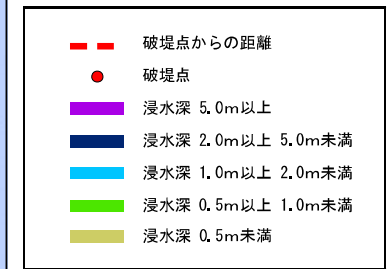 破堤点からの距離
破堤点
浸水深 5.0m以上
浸水深 2.0m以上 5.0m未満
浸水深 1.0m以上 2.0m未満
浸水深 0.5m以上 1.0m未満
浸水深 0.5m未満